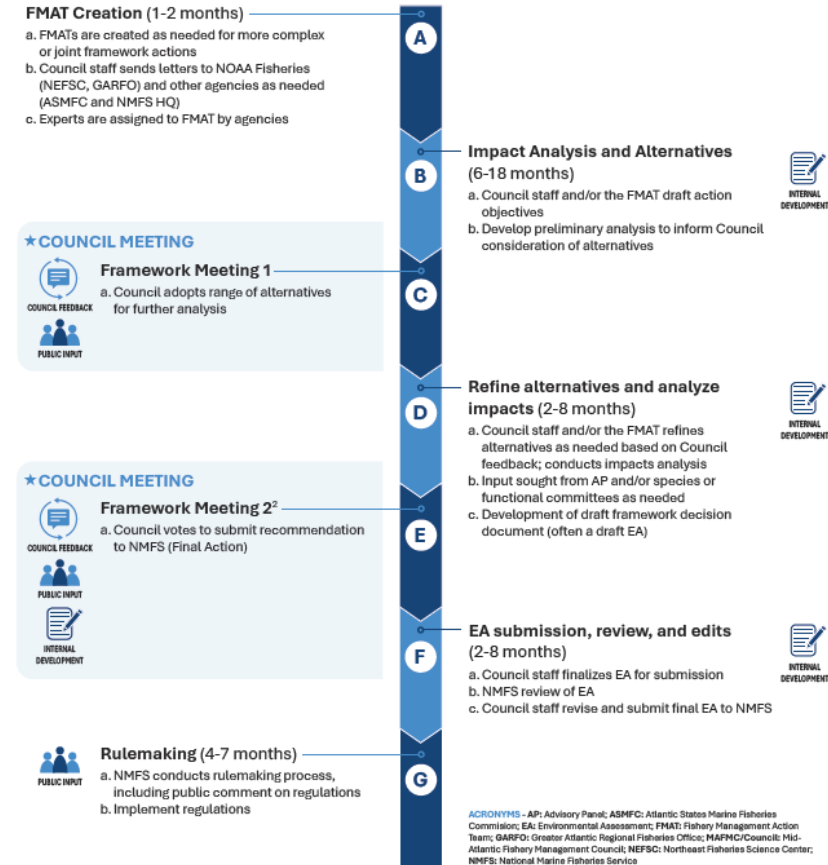 FMAT Creation (1-2 months)
a. FMATs are created as needed for more complex
or joint framework actions
b. Council staff sends letters to NOAA Fisheries
(NEFSC, GARFO) and other agencies as needed
(ASMFC and NMFS HQ)
c. Experts are assigned to FMAT by agencies
A
B
Impact Analysis and Alternatives
(6-18 months)
a. Council staff and/or the FMAT draft action
objectives
b. Develop preliminary analysis to inform Council
consideration of alternatives
INTERNAL
DEVELOPMENT
★COUNCIL MEETING
Framework Meeting 1
a. Council adopts range of alternatives
for further analysis
COUNCIL FEEDBACK
PUBLIC INPUT
C
D
Refine alternatives and analyze
impacts (2-8 months)
a. Council staff and/or the FMAT refines
alternatives as needed based on Council
feedback; conducts impacts analysis
b. Input sought from AP and/or species or
functional committees as needed
c. Development of draft framework decision
document (often a draft EA)
INTERNAL
DEVELOPMENT
★COUNCIL MEETING
Framework Meeting 2²
a. Council votes to submit recommendation
to NMFS (Final Action)
COUNCIL FEEDBACK
PUBLIC INPUT
INTERNAL
DEVELOPMENT
E
F
EA submission, review, and edits
(2-8 months)
a. Council staff finalizes EA for submission
b. NMFS review of EA
c. Council staff revise and submit final EA to NMFS
INTERNAL
DEVELOPMENT
Rulemaking (4-7 months)
a. NMFS conducts rulemaking process,
including public comment on regulations
b. Implement regulations
PUBLIC INPUT
G
ACRONYMS - AP: Advisory Panel; ASMFC: Atlantic States Marine Fisheries
Commision; EA: Environmental Assessment; FMAT: Fishery Management Action
Team; GARFO: Greater Atlantic Regional Fisheries Office; MAFMC/Council: Mid-
Atlantic Fishery Management Council; NEFSC: Northeast Fisheries Science Center;
NMFS: National Marine Fisheries Service